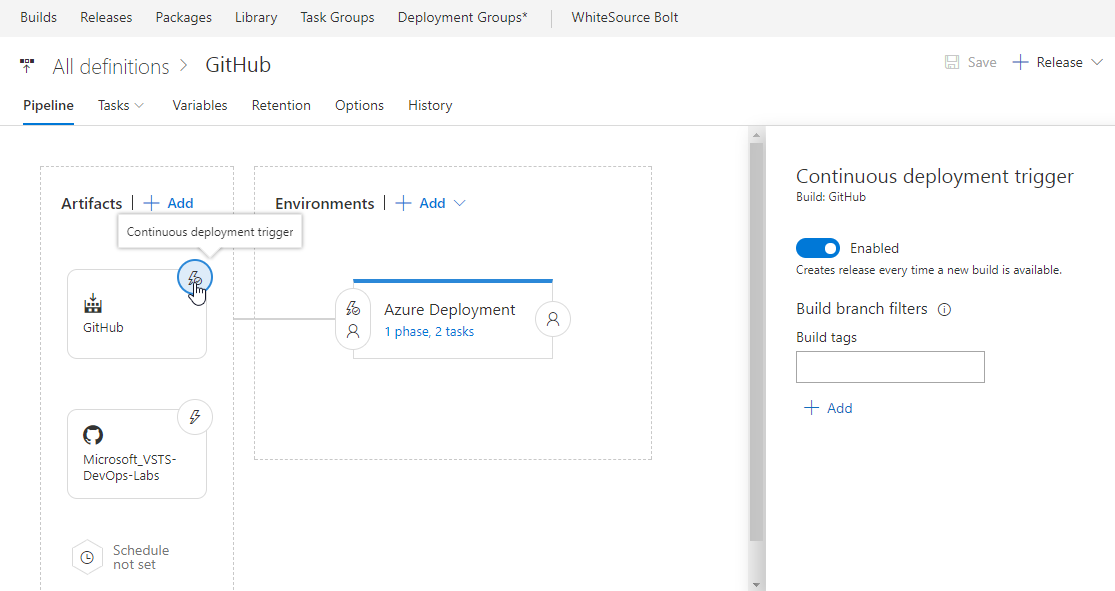 Builds Releases Packages Library Task Groups Deployment Groups* WhiteSource Bolt
All definitions > GitHub
Save Release
Pipeline Tasks Variables Retention Options History
Artifacts | + Add
Environments | + Add
Continuous deployment trigger
GitHub
Azure Deployment
1 phase, 2 tasks
Microsoft_VSTS-
DevOps-Labs
Schedule
not set
Continuous deployment trigger
Build: GitHub
Enabled
Creates release every time a new build is available.
Build branch filters
Build tags
+ Add